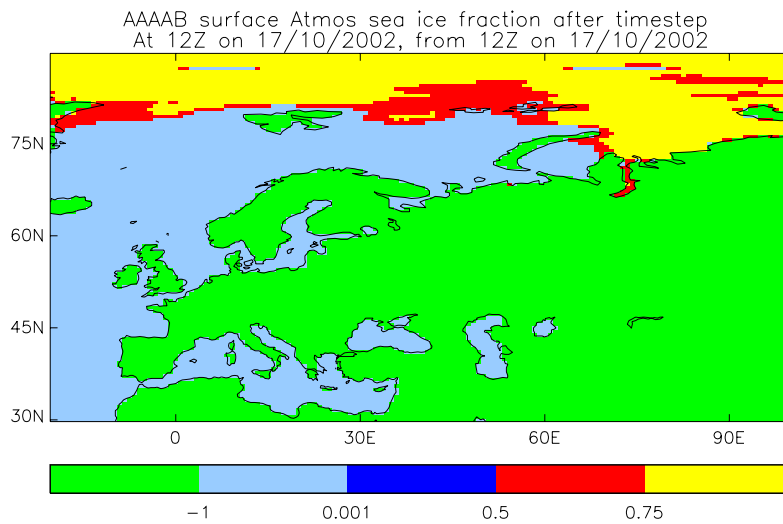 AAAAB surface Atmos sea ice fraction after timestep
At 12Z on 17/10/2002, from 12Z on 17/10/2002
75N
60N
45N
30N
0 30E 60E 90E
-1 0.001 0.5 0.75